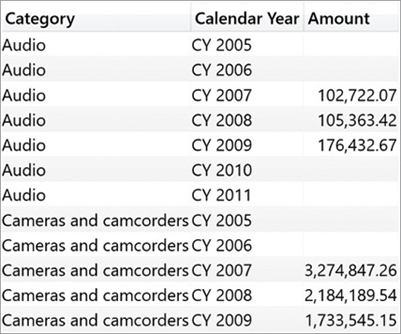 Category Calendar Year Amount
Audio CY 2005
Audio CY 2006
Audio CY 2007 102,722.07
Audio CY 2008 105,363.42
Audio CY 2009 176,432.67
Audio CY 2010
Audio CY 2011
Cameras and camcorders CY 2005
Cameras and camcorders CY 2006
Cameras and camcorders CY 2007 3,274,847.26
Cameras and camcorders CY 2008 2,184,189.54
Cameras and camcorders CY 2009 1,733,545.15